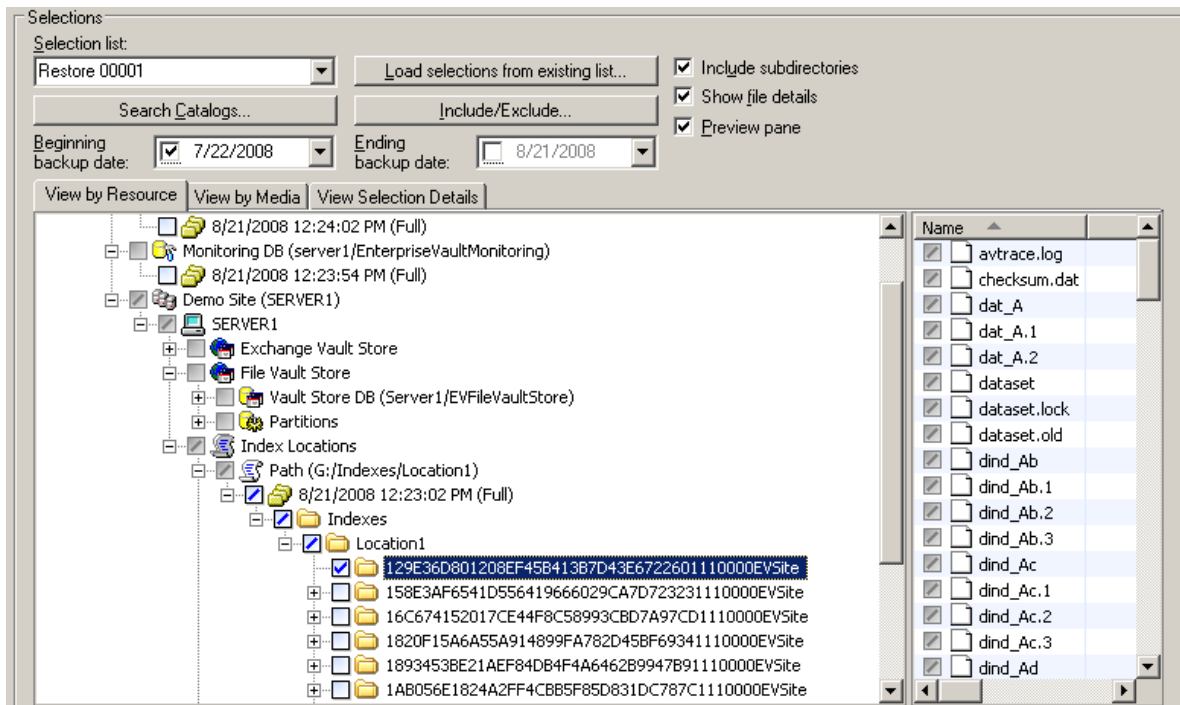 Selections
Selection list:
Restore 00001
Load selections from existing list...
Include subdirectories
Search Catalogs...
Include/Exclude...
Show file details
Preview pane
Beginning backup date:
7/22/2008
Ending backup date:
8/21/2008
View by Resource
View by Media
View Selection Details
8/21/2008 12:24:02 PM (Full)
Monitoring DB (server1/EnterpriseVaultMonitoring)
8/21/2008 12:23:54 PM (Full)
Demo Site (SERVER1)
SERVER1
Exchange Vault Store
File Vault Store
Vault Store DB (Server1/EVFileVaultStore)
Partitions
Index Locations
Path (G:/Indexes/Location1)
8/21/2008 12:23:02 PM (Full)
Indexes
Location1
129E36D801208EF45B413B7D43E6722601110000EVSite
158E3AF6541D556419666029CA7D723231110000EVSite
16C674152017CE44F8C58993CBD7A97CD1110000EVSite
1820F15A6A55A914899FA782D45BF69341110000EVSite
1893453BE21AEF84DB4F4A6462B9947B91110000EVSite
1AB056E1824A2FF4CBB5F85D831DC787C1110000EVSite
Name
avtrace.log
checksum.dat
dat_A
dat_A.1
dat_A.2
dataset
dataset.lock
dataset.old
dind_Ab
dind_Ab.1
dind_Ab.2
dind_Ab.3
dind_Ac
dind_Ac.1
dind_Ac.2
dind_Ac.3
dind_Ad